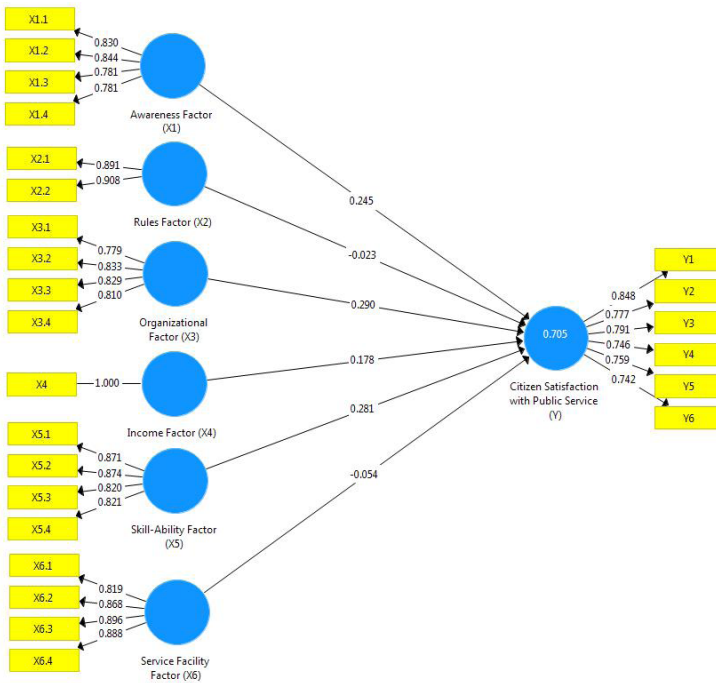 X1.1
0.830
X1.2
0.844
X1.3
0.781
0.781
X1.4
Awareness Factor
(X1)
X2.1
0.891
X2.2
0.908
Rules Factor (X2)
X3.1
0.779
X3.2
0.833
X3.3
0.829
0.810
X3.4
Organizational
Factor (X3)
X4
1.000
Income Factor (X4)
X5.1
0.871
X5.2
0.874
X5.3
0.820
0.821
X5.4
Skill-Ability Factor
(X5)
X6.1
0.819
X6.2
0.868
X6.3
0.896
0.888
X6.4
Service Facility
Factor (X6)
0.245
-0.023
0.290
0.178
0.281
-0.054
0.705
Citizen Satisfaction
with Public Service
(Y)
0.848
0.777
0.791
0.746
0.759
0.742
Y1
Y2
Y3
Y4
Y5
Y6